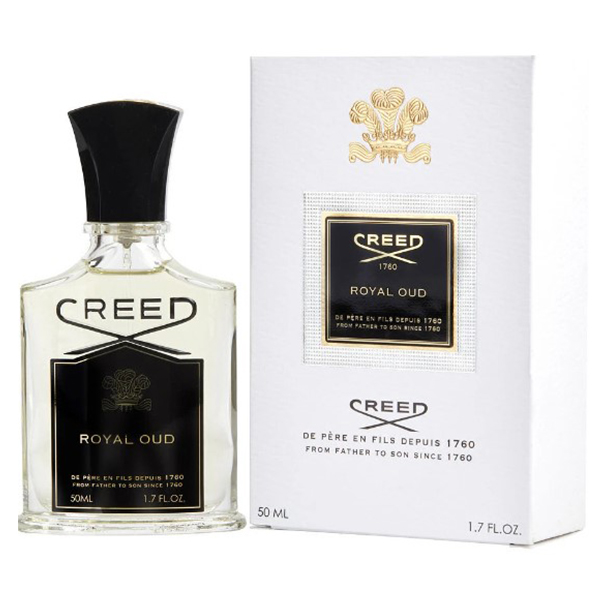 CREED
ROYAL OUD
DE PÈRE EN FILS DEPUIS 1760
FROM FATHER TO SON SINCE 1760
50ML 1.7 FL.OZ.
CREED
1760
ROYAL OUD
DE PÈRE EN FILS DEPUIS 1760
FROM FATHER TO SON SINCE 1760
CREED
DE PÈRE EN FILS DEPUIS 1760
FROM FATHER TO SON SINCE 1760
50 ML 1.7 FL.OZ.